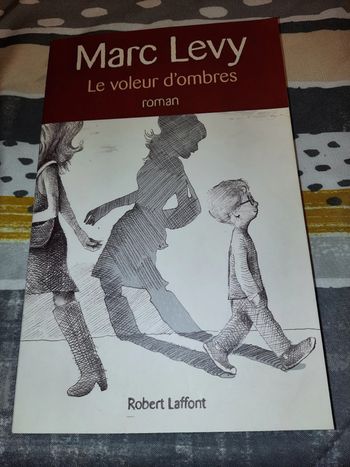 Marc Levy
Le voleur d'ombres
roman
Robert Laffont